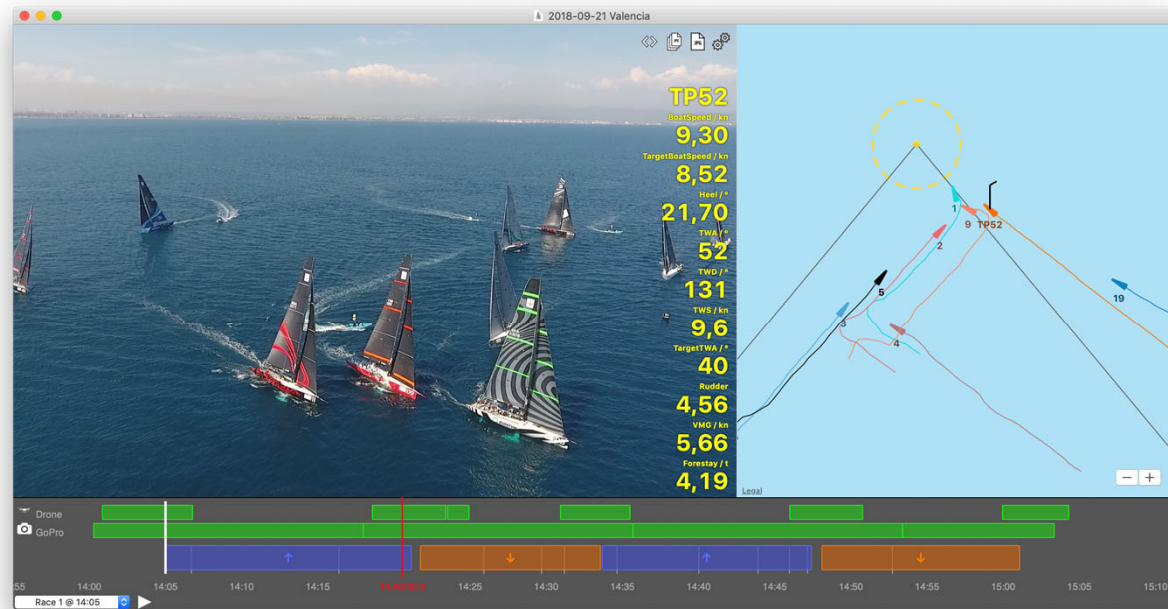 2018-09-21 Valencia
TP52
BoatSpeed / kn
9,30
TargetBoatSpeed / kn
8,52
Heel / °
21,70
TWA / °
52
TWD / °
131
TWS / kn
9,6
TargetTWA / °
40
Rudder
4,56
VMG / kn
5,66
Forestay / t
4,19
1
9 TP52
2
19
5
3
4
Legal
− +
Drone
GoPro
:55 14:00 14:05 14:10 14:15 14:25 14:30 14:35 14:40 14:45 14:50 14:55 15:00 15:05 15:10
Race 1 @ 14:05